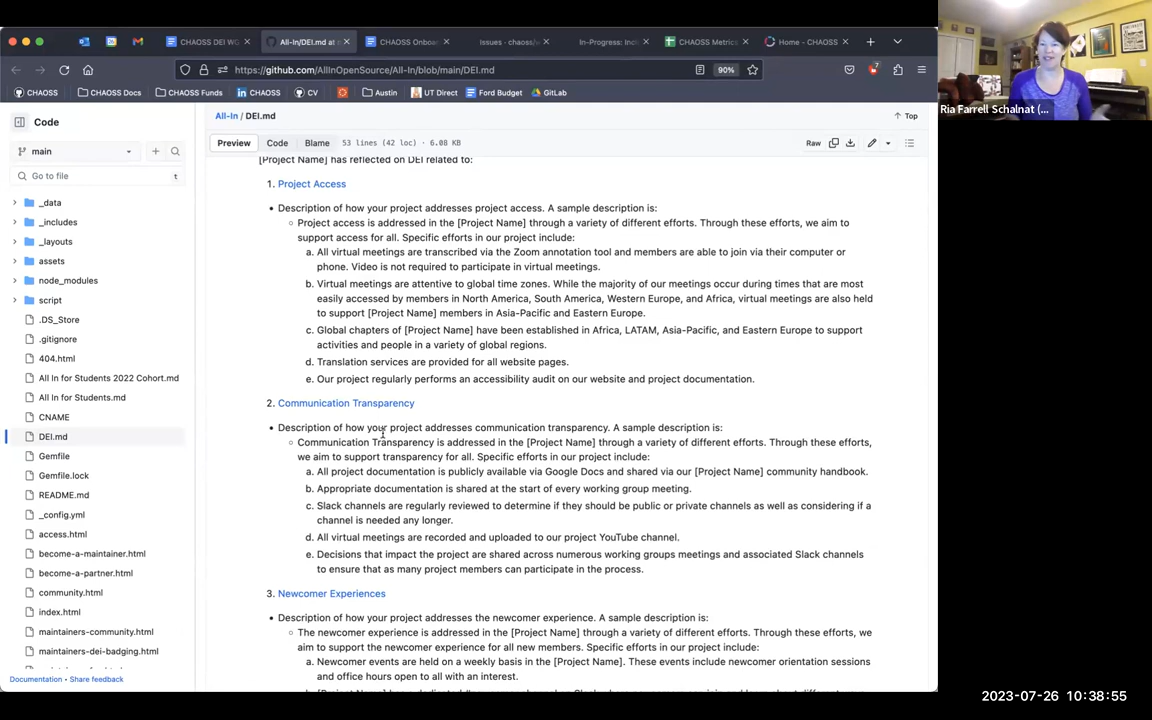 CHAOSS DEI WG
All-In/DEI.md at
CHAOSS Onboa
Issues · chaoss/w
In-Progress: Incl
CHAOSS Metric
Home - CHAOSS
https://github.com/AllInOpenSource/All-In/blob/main/DEI.md
90%
7
CHAOSS
CHAOSS Docs
CHAOSS Funds
CHAOSS
CV
Austin
UT Direct
Ford Budget
GitLab
Ria Farrell Schalnat (...
Code
main
Go to file
t
_data
_includes
_layouts
assets
node_modules
script
.DS_Store
.gitignore
404.html
All In for Students 2022 Cohort.md
All In for Students.md
CNAME
DEI.md
Gemfile
Gemfile.lock
README.md
_config.yml
access.html
become-a-maintainer.html
become-a-partner.html
community.html
index.html
maintainers-community.html
maintainers-dei-badging.html
Documentation • Share feedback
All-In / DEI.md
Top
Preview
Code
Blame
53 lines (42 loc) · 6.08 KB
Raw
[Project Name] has reflected on DEI related to:
1. Project Access
• Description of how your project addresses project access. A sample description is:
○ Project access is addressed in the [Project Name] through a variety of different efforts. Through these efforts, we aim to
support access for all. Specific efforts in our project include:
a. All virtual meetings are transcribed via the Zoom annotation tool and members are able to join via their computer or
phone. Video is not required to participate in virtual meetings.
b. Virtual meetings are attentive to global time zones. While the majority of our meetings occur during times that are most
easily accessed by members in North America, South America, Western Europe, and Africa, virtual meetings are also held
to support [Project Name] members in Asia-Pacific and Eastern Europe.
c. Global chapters of [Project Name] have been established in Africa, LATAM, Asia-Pacific, and Eastern Europe to support
activities and people in a variety of global regions.
d. Translation services are provided for all website pages.
e. Our project regularly performs an accessibility audit on our website and project documentation.
2. Communication Transparency
• Description of how your project addresses communication transparency. A sample description is:
○ Communication Transparency is addressed in the [Project Name] through a variety of different efforts. Through these efforts,
we aim to support transparency for all. Specific efforts in our project include:
a. All project documentation is publicly available via Google Docs and shared via our [Project Name] community handbook.
b. Appropriate documentation is shared at the start of every working group meeting.
c. Slack channels are regularly reviewed to determine if they should be public or private channels as well as considering if a
channel is needed any longer.
d. All virtual meetings are recorded and uploaded to our project YouTube channel.
e. Decisions that impact the project are shared across numerous working groups meetings and associated Slack channels
to ensure that as many project members can participate in the process.
3. Newcomer Experiences
• Description of how your project addresses the newcomer experience. A sample description is:
○ The newcomer experience is addressed in the [Project Name] through a variety of different efforts. Through these efforts, we
aim to support the newcomer experience for all new members. Specific efforts in our project include:
a. Newcomer events are held on a weekly basis in the [Project Name]. These events include newcomer orientation sessions
and office hours open to all with an interest.
2023-07-26 10:38:55